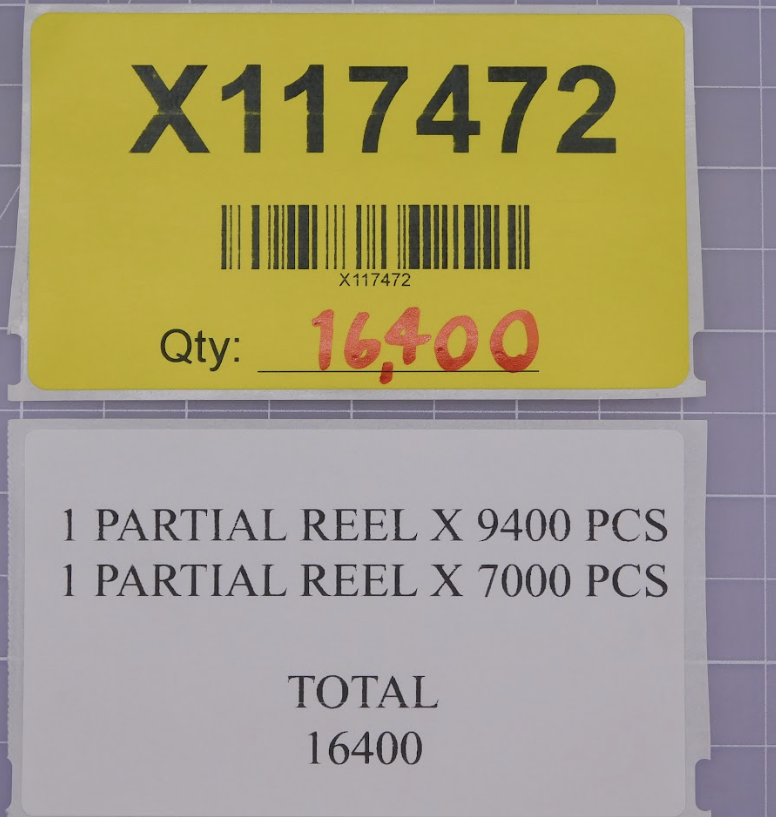 X117472
X117472
Qty: 16,400
1 PARTIAL REEL X 9400 PCS
1 PARTIAL REEL X 7000 PCS
TOTAL
16400